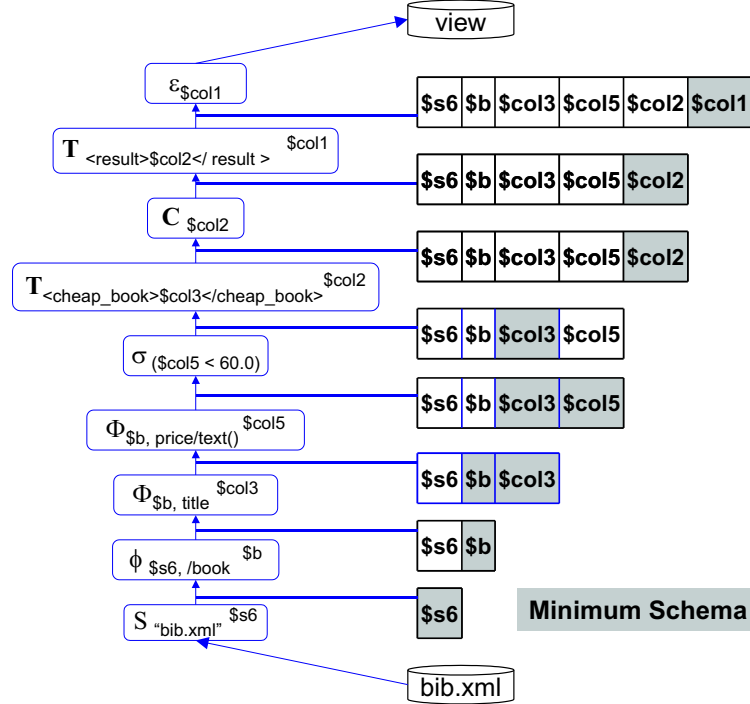 view
ε$col1
$s6 $b $col3 $col5 $col2 $col1
T <result>$col2</ result > $col1
$s6 $b $col3 $col5 $col2
C $col2
$s6 $b $col3 $col5 $col2
T<cheap_book>$col3</cheap_book> $col2
$s6 $b $col3 $col5
σ ($col5 < 60.0)
$s6 $b $col3 $col5
Φ$b, price/text() $col5
$s6 $b $col3
Φ$b, title $col3
$s6 $b
ϕ $s6, /book $b
$s6
Minimum Schema
S “bib.xml” $s6
bib.xml